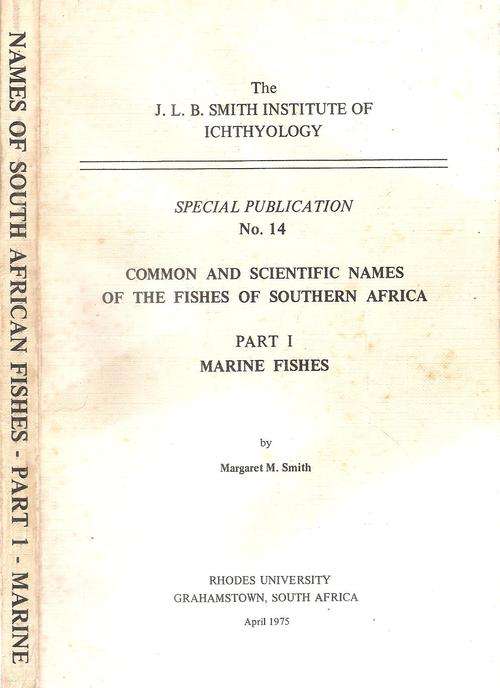 NAMES OF SOUTH AFRICAN FISHES - PART 1 - MARINE
The
J. L. B. SMITH INSTITUTE OF
ICHTHYOLOGY
SPECIAL PUBLICATION
No. 14
COMMON AND SCIENTIFIC NAMES
OF THE FISHES OF SOUTHERN AFRICA
PART I
MARINE FISHES
by
Margaret M. Smith
RHODES UNIVERSITY
GRAHAMSTOWN, SOUTH AFRICA
April 1975